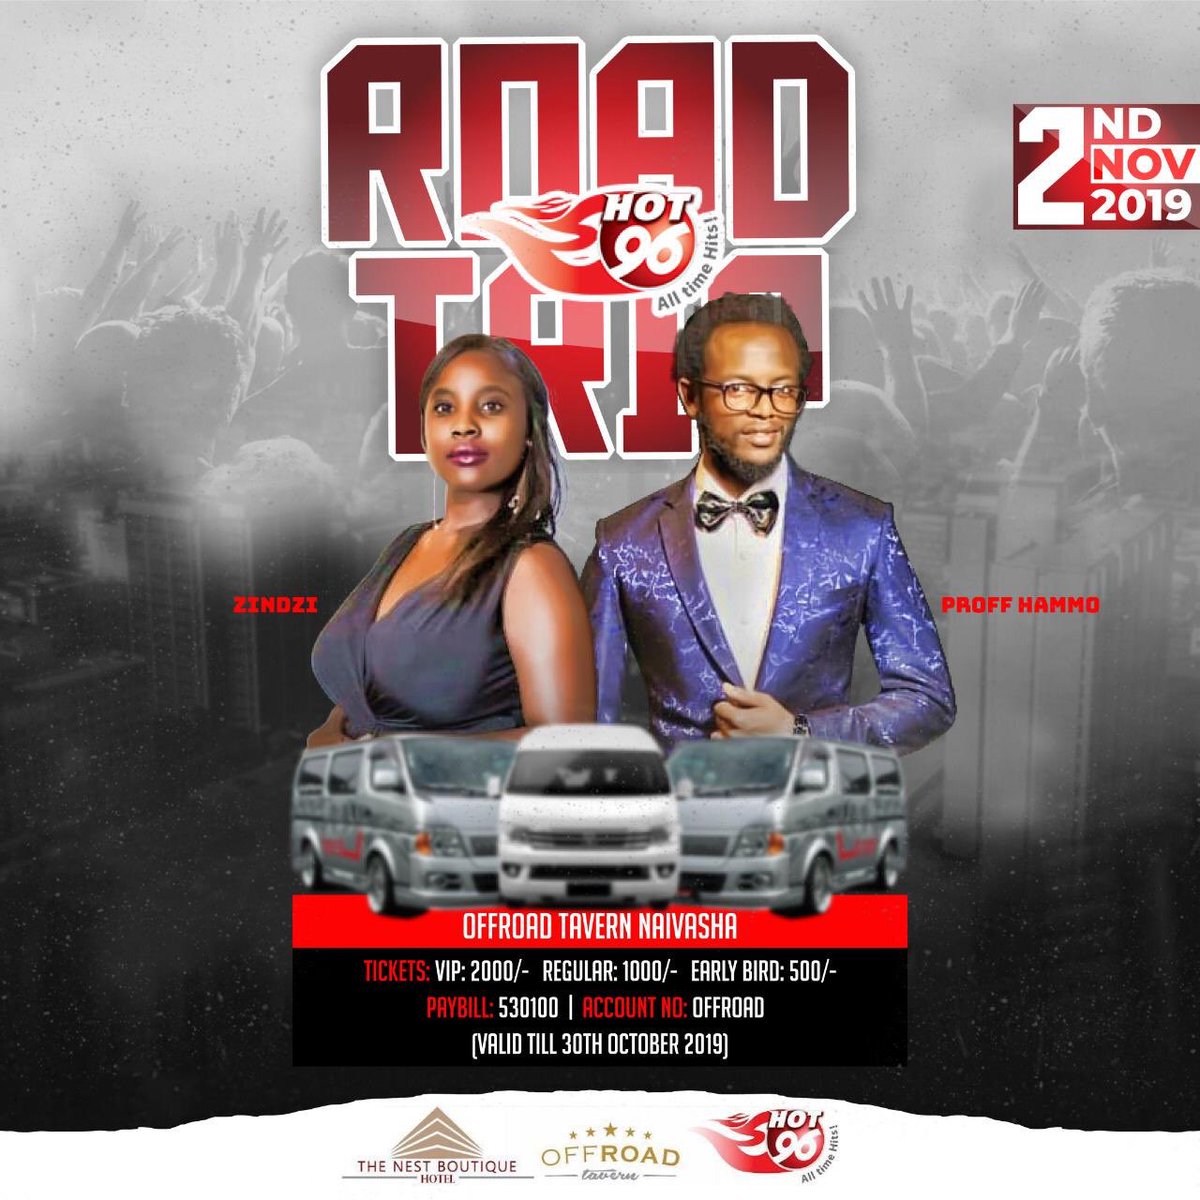 ROAD
HOT
96
All time Hits!
TRIP
2ND
NOV
2019
ZINDZI
PROFF HAMMO
OFFROAD TAVERN NAIVASHA
TICKETS: VIP: 2000/- REGULAR: 1000/- EARLY BIRD: 500/-
PAYBILL: 530100 | ACCOUNT NO: OFFROAD
(VALID TILL 30TH OCTOBER 2019)
THE NEST BOUTIQUE
HOTEL
OFFROAD
tavern
HOT
96
All time Hits!